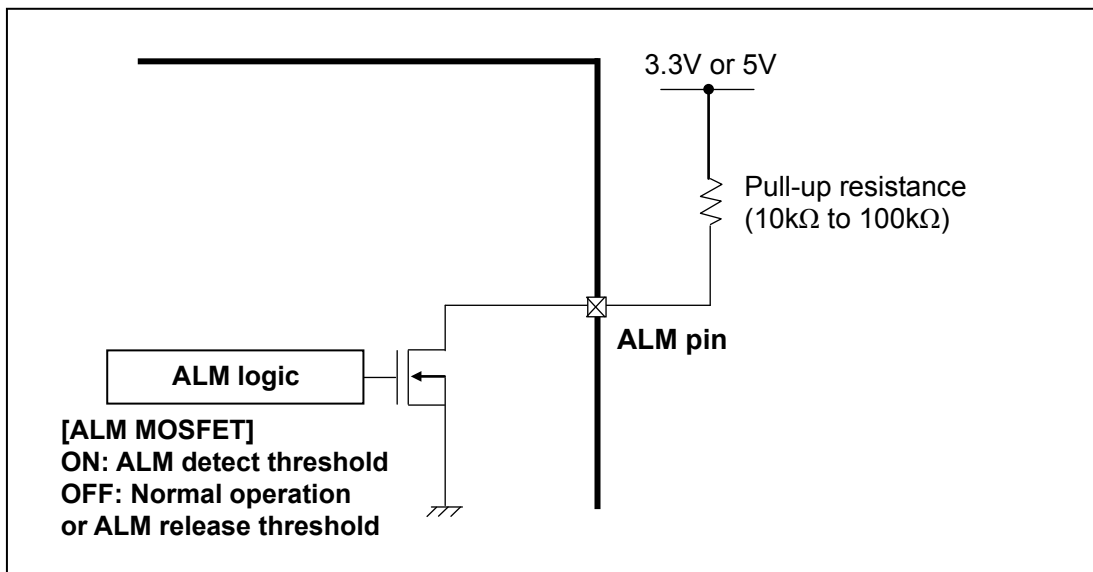 3.3V or 5V
Pull-up resistance
(10kΩ to 100kΩ)
ALM pin
ALM logic
[ALM MOSFET]
ON: ALM detect threshold
OFF: Normal operation
or ALM release threshold